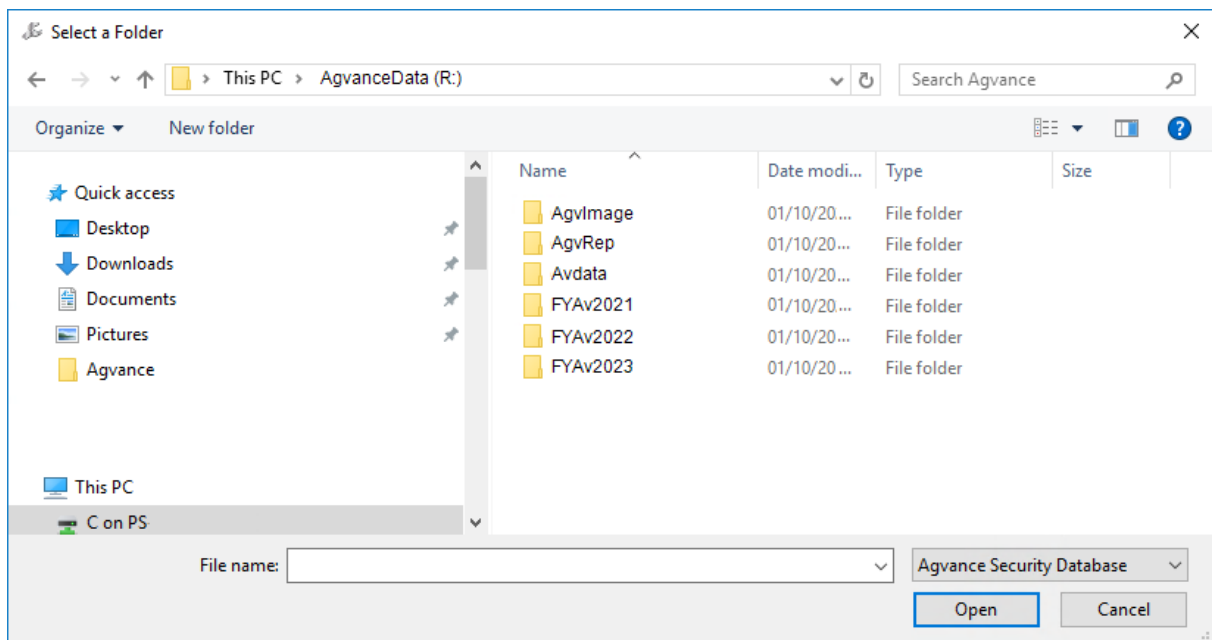 Select a Folder
This PC > AgvanceData (R:)
Search Agvance
Organize
New folder
Name
Date modi...
Type
Size
Quick access
Desktop
Downloads
Documents
Pictures
Agvance
This PC
C on PS
AgvImage 01/10/20... File folder
AgvRep 01/10/20... File folder
Avdata 01/10/20... File folder
FYAv2021 01/10/20... File folder
FYAv2022 01/10/20... File folder
FYAv2023 01/10/20... File folder
File name:
Agvance Security Database
Open
Cancel